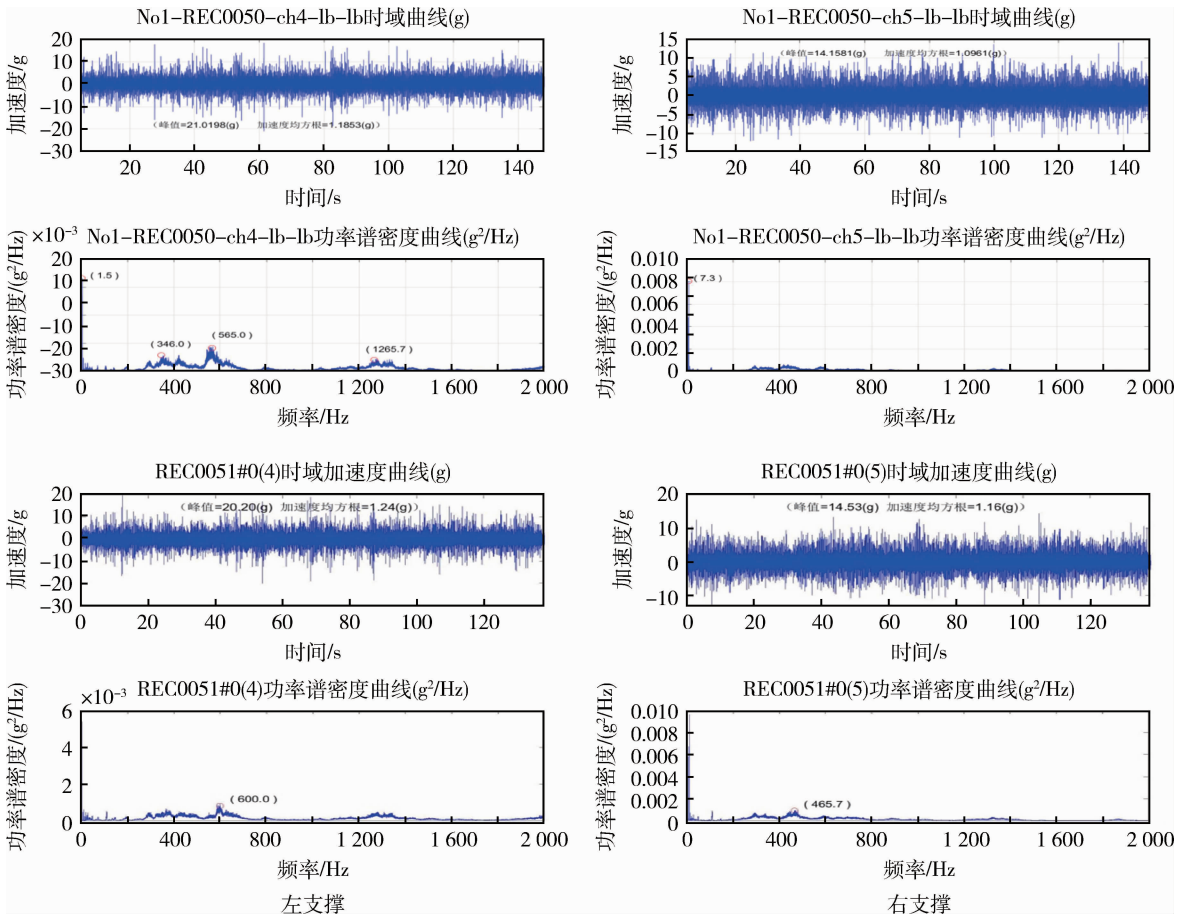 No1-REC0050-ch4-lb-lb时域曲线(g)
20
10
0
-10
-20
-30
加速度/g
(峰值=21.0198(g) 加速度均方根=1.1853(g))
20 40 60 80 100 120 140
时间/s
No1-REC0050-ch5-lb-lb时域曲线(g)
15
10
5
0
-5
-10
-15
加速度/g
(峰值=14.1581(g) 加速度均方根=1.0961(g))
20 40 60 80 100 120 140
时间/s
×10-3 No1-REC0050-ch4-lb-lb功率谱密度曲线(g2/Hz)
20
10
0
-10
-20
-30
功率谱密度/(g2/Hz)
(1.5)
(346.0)
(565.0)
(1265.7)
0 400 800 1 200 1 600 2 000
频率/Hz
No1-REC0050-ch5-lb-lb功率谱密度曲线(g2/Hz)
0.010
0.008
0.006
0.004
0.002
0
功率谱密度/(g2/Hz)
(7.3)
0 400 800 1 200 1 600 2 000
频率/Hz
REC0051#0(4)时域加速度曲线(g)
20
10
0
-10
-20
-30
加速度/g
(峰值=20.20(g) 加速度均方根=1.24(g))
0 20 40 60 80 100 120
时间/s
REC0051#0(5)时域加速度曲线(g)
20
10
0
-10
加速度/g
(峰值=14.53(g) 加速度均方根=1.16(g))
0 20 40 60 80 100 120
时间/s
×10-3 REC0051#0(4)功率谱密度曲线(g2/Hz)
6
4
2
0
功率谱密度/(g2/Hz)
(600.0)
0 400 800 1 200 1 600 2 000
频率/Hz
左支撑
REC0051#0(5)功率谱密度曲线(g2/Hz)
0.010
0.008
0.006
0.004
0.002
0
功率谱密度/(g2/Hz)
(465.7)
0 400 800 1 200 1 600 2 000
频率/Hz
右支撑